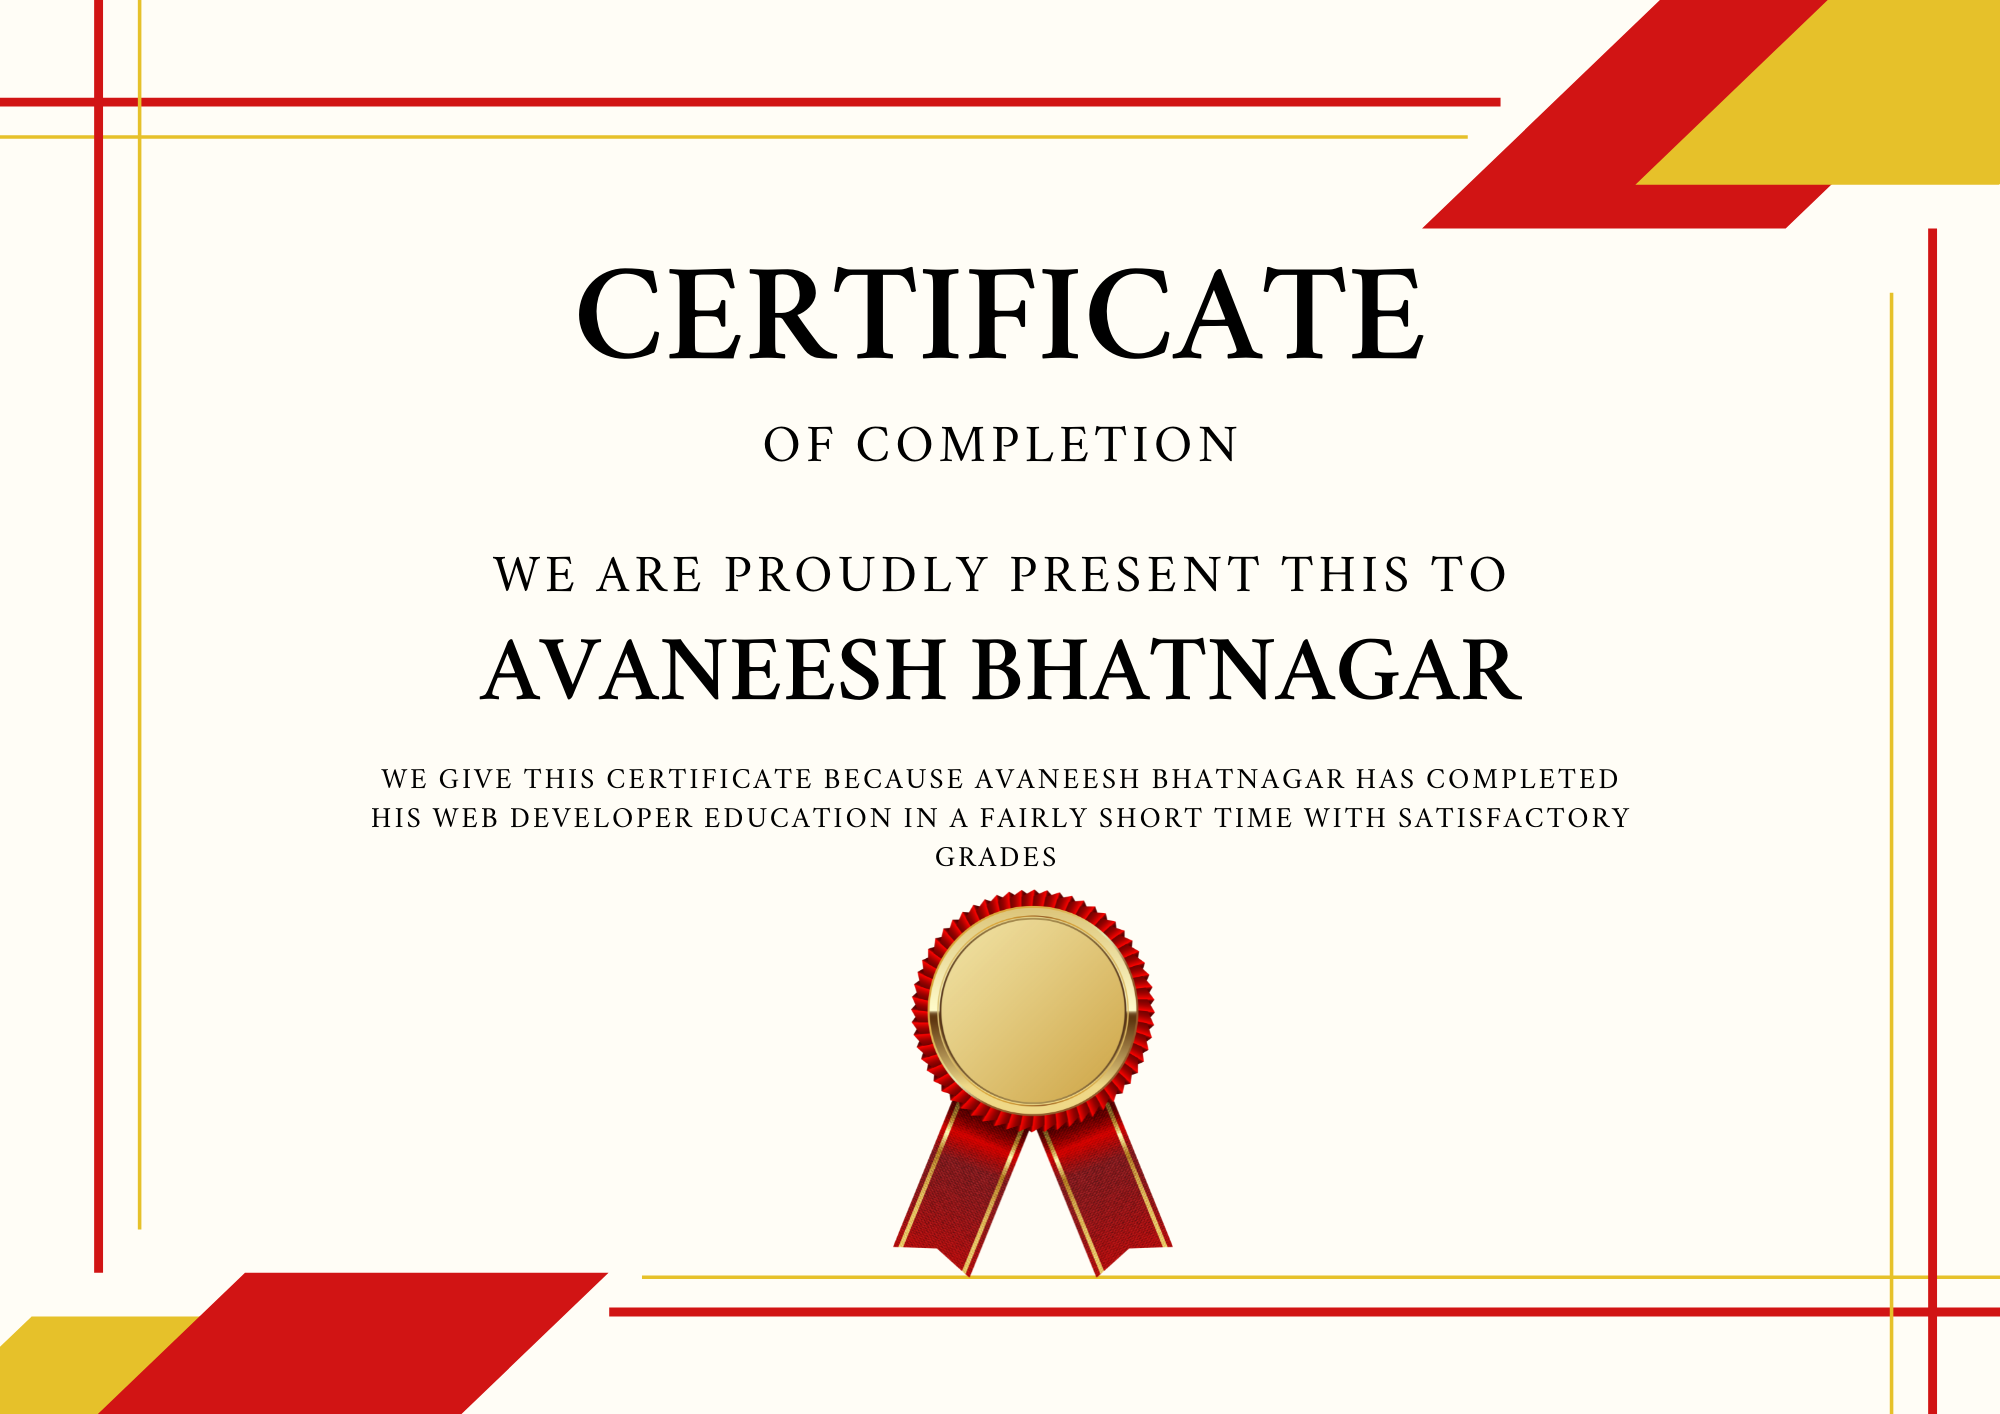 CERTIFICATE
OF COMPLETION
WE ARE PROUDLY PRESENT THIS TO
AVANEESH BHATNAGAR
WE GIVE THIS CERTIFICATE BECAUSE AVANEESH BHATNAGAR HAS COMPLETED
HIS WEB DEVELOPER EDUCATION IN A FAIRLY SHORT TIME WITH SATISFACTORY
GRADES